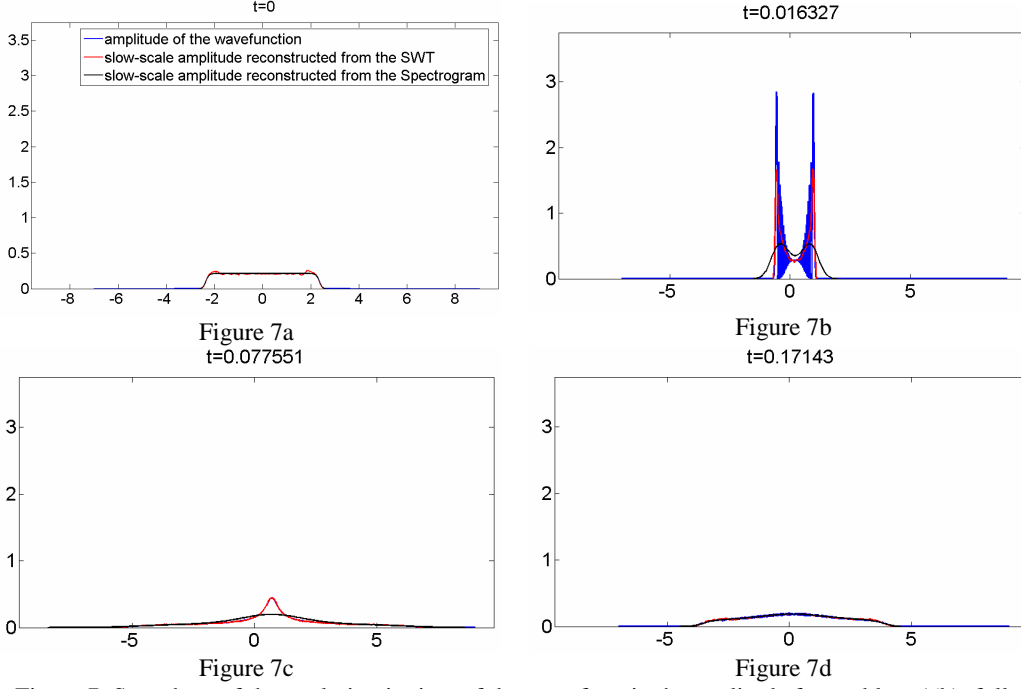 t=0
3.5
3
2.5
2
1.5
1
0.5
0
-8 -6 -4 -2 0 2 4 6 8
amplitude of the wavefunction
slow-scale amplitude reconstructed from the SWT
slow-scale amplitude reconstructed from the Spectrogram
Figure 7a
t=0.016327
3
2
1
0
-5 0 5
Figure 7b
t=0.077551
3
2
1
0
-5 0 5
Figure 7c
t=0.17143
3
2
1
0
-5 0 5
Figure 7d